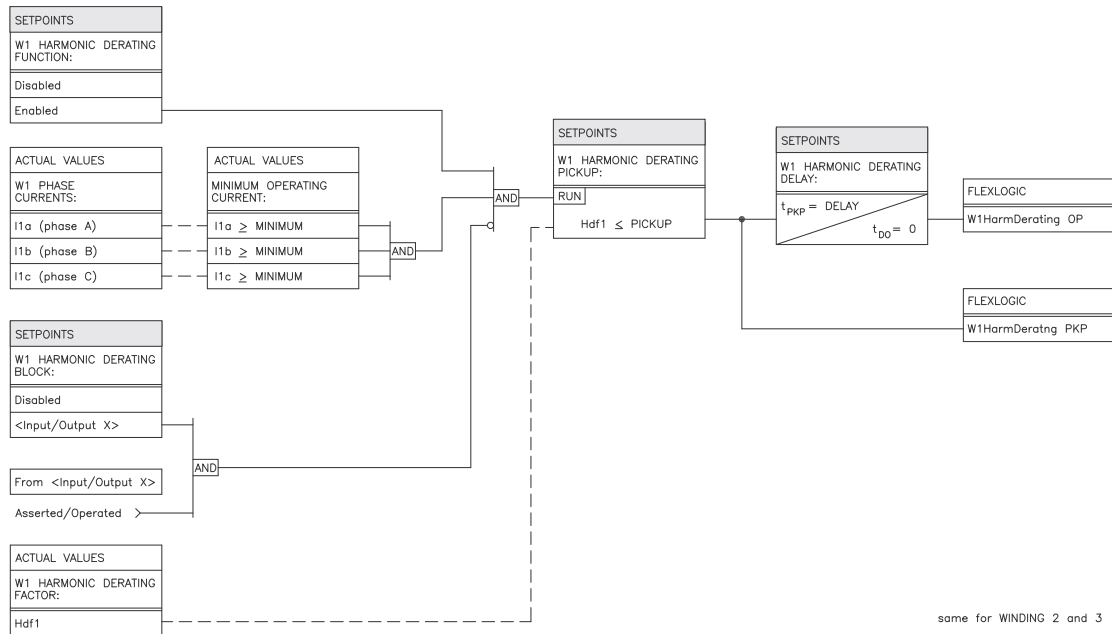 SETPOINTS
W1 HARMONIC DERATING
FUNCTION:
Disabled
Enabled
ACTUAL VALUES
W1 PHASE
CURRENTS:
I1a (phase A)
I1b (phase B)
I1c (phase C)
ACTUAL VALUES
MINIMUM OPERATING
CURRENT:
I1a ≥ MINIMUM
I1b ≥ MINIMUM
I1c ≥ MINIMUM
AND
SETPOINTS
W1 HARMONIC DERATING
BLOCK:
Disabled
<Input/Output X>
From <Input/Output X>
Asserted/Operated
AND
ACTUAL VALUES
W1 HARMONIC DERATING
FACTOR:
Hdf1
AND
SETPOINTS
W1 HARMONIC DERATING
PICKUP:
RUN
Hdf1 ≤ PICKUP
SETPOINTS
W1 HARMONIC DERATING
DELAY:
tPKP = DELAY
tDO = 0
FLEXLOGIC
W1HarmDerating OP
FLEXLOGIC
W1HarmDeratng PKP
same for WINDING 2 and 3